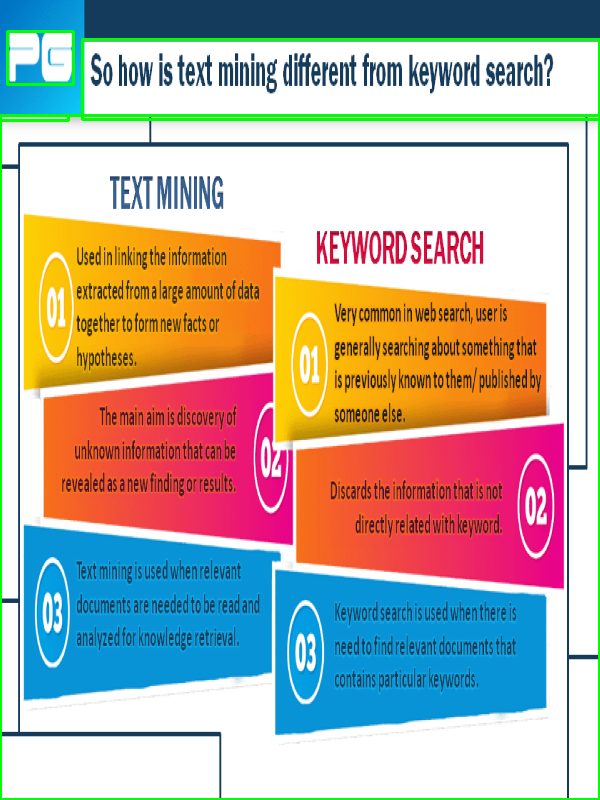 PG
So how is text mining different from keyword search?
TEXT MINING
01
Used in linking the information
extracted from a large amount of data
together to form new facts or
hypotheses.
02
The main aim is discovery of
unknown information that can be
revealed as a new finding or results.
03
Text mining is used when relevant
documents are needed to be read and
analyzed for knowledge retrieval.
KEYWORD SEARCH
01
Very common in web search, user is
generally searching about something that
is previously known to them/ published by
someone else.
02
Discards the information that is not
directly related with keyword.
03
Keyword search is used when there is
need to find relevant documents that
contains particular keywords.